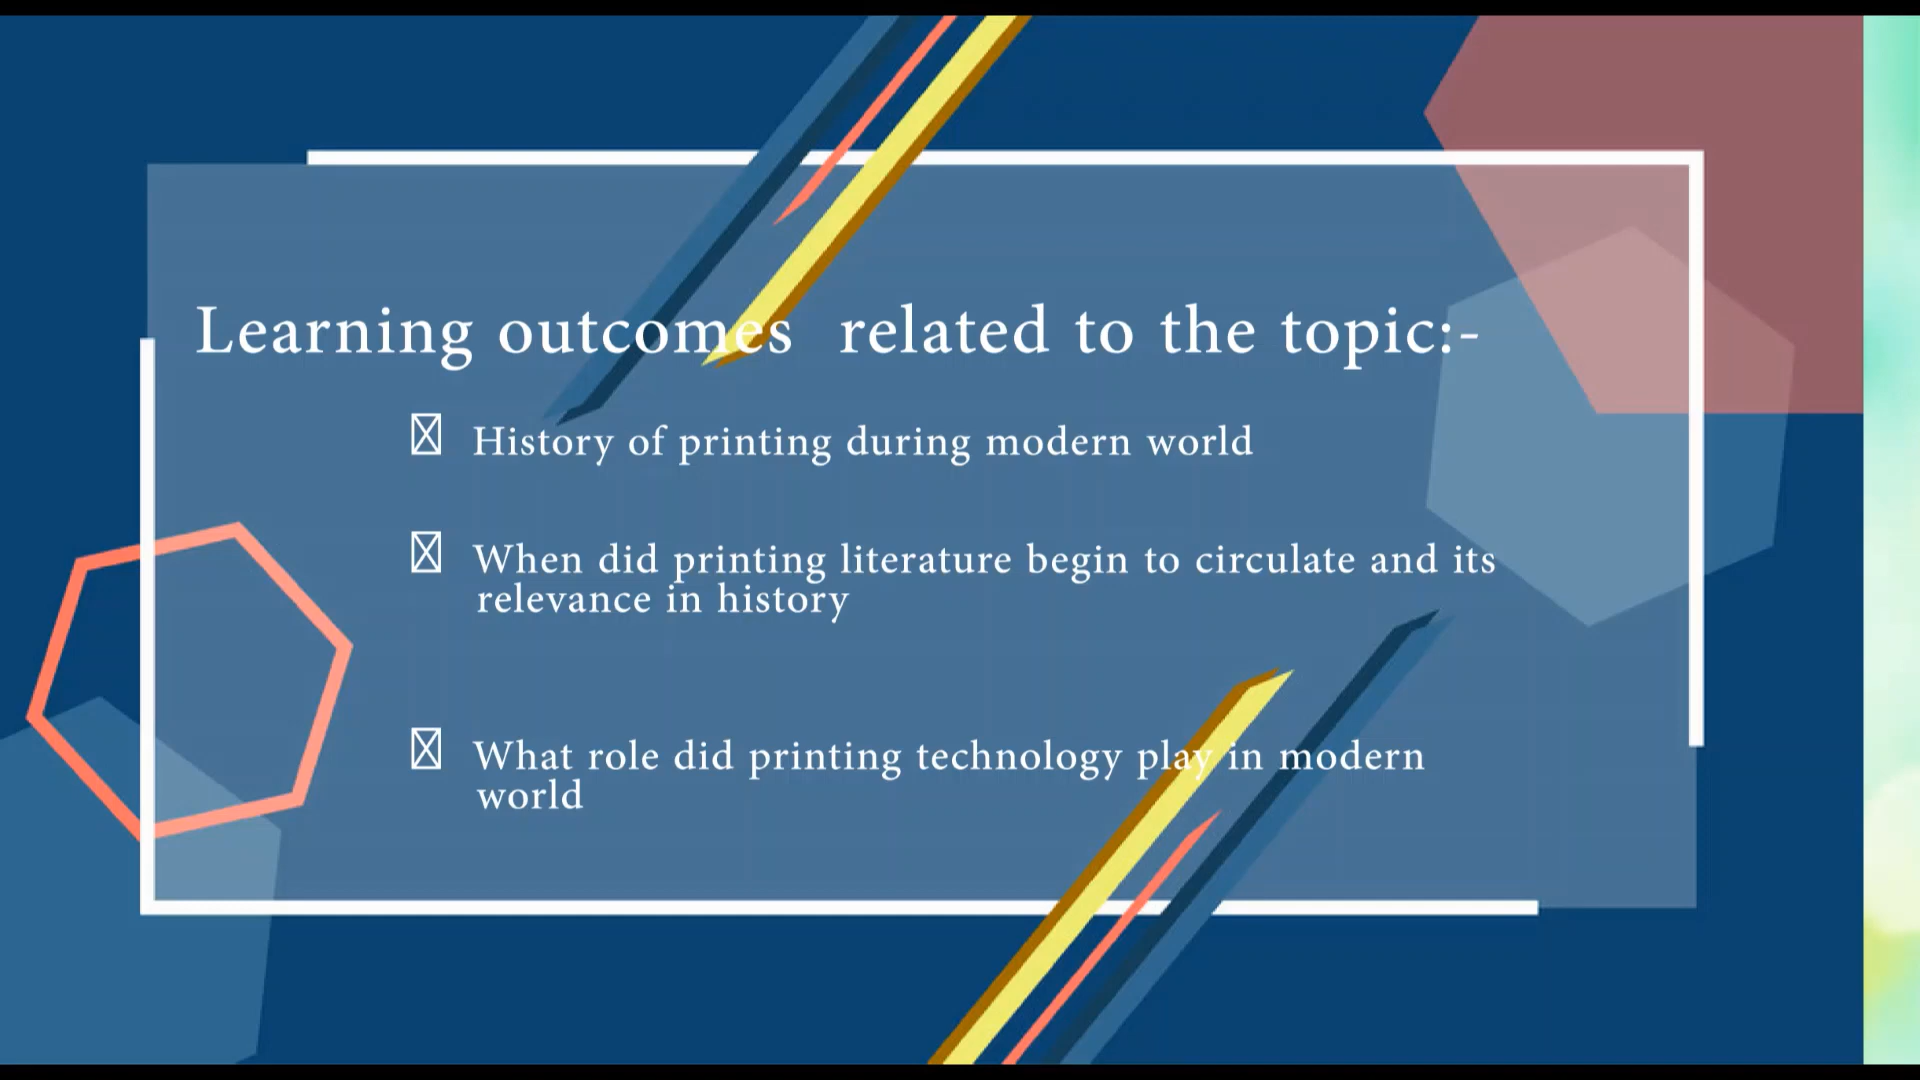 Learning outcomes related to the topic:-
History of printing during modern world
When did printing literature begin to circulate and its
relevance in history
What role did printing technology play in modern
world